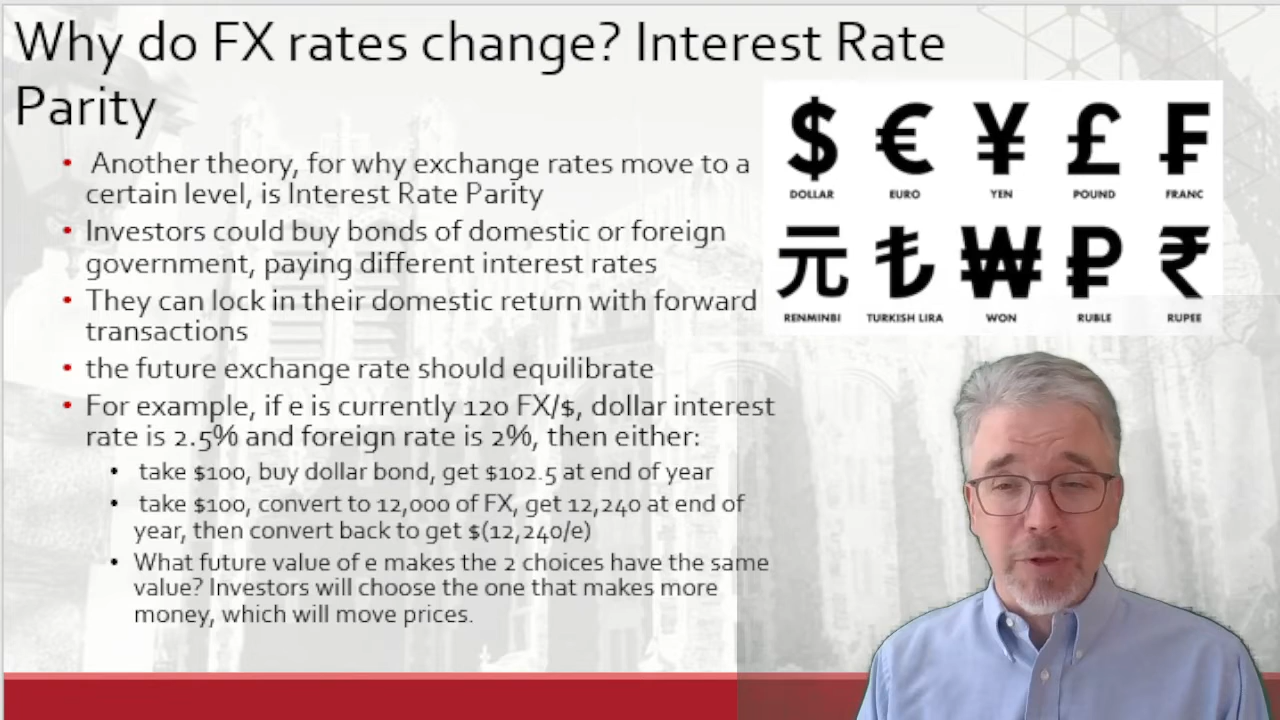 Why do FX rates change? Interest Rate
Parity
• Another theory, for why exchange rates move to a
certain level, is Interest Rate Parity
• Investors could buy bonds of domestic or foreign
government, paying different interest rates
• They can lock in their domestic return with forward
transactions
• the future exchange rate should equilibrate
• For example, if e is currently 120 FX/$, dollar interest
rate is 2.5% and foreign rate is 2%, then either:
• take $100, buy dollar bond, get $102.5 at end of year
• take $100, convert to 12,000 of FX, get 12,240 at end of
year, then convert back to get $(12,240/e)
• What future value of e makes the 2 choices have the same
value? Investors will choose the one that makes more
money, which will move prices.
$ € ¥ £ ₣
DOLLAR EURO YEN POUND FRANC
元 ₺ ₩ ₽ ₹
RENMINBI TURKISH LIRA WON RUBLE RUPEE